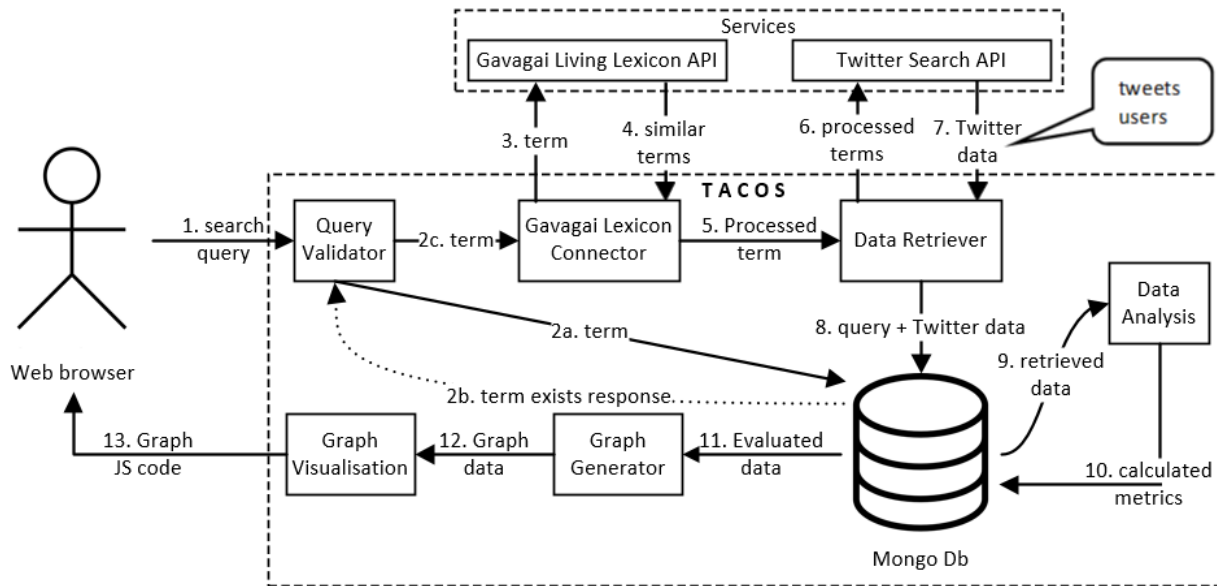 Services
Gavagai Living Lexicon API
Twitter Search API
tweets
users
3. term
4. similar
terms
6. processed
terms
7. Twitter
data
TACOS
1. search
query
Query
Validator
2c. term
Gavagai Lexicon
Connector
5. Processed
term
Data Retriever
Data
Analysis
2a. term
8. query + Twitter data
9. retrieved
data
Web browser
2b. term exists response
13. Graph
JS code
Graph
Visualisation
12. Graph
data
Graph
Generator
11. Evaluated
data
10. calculated
metrics
Mongo Db